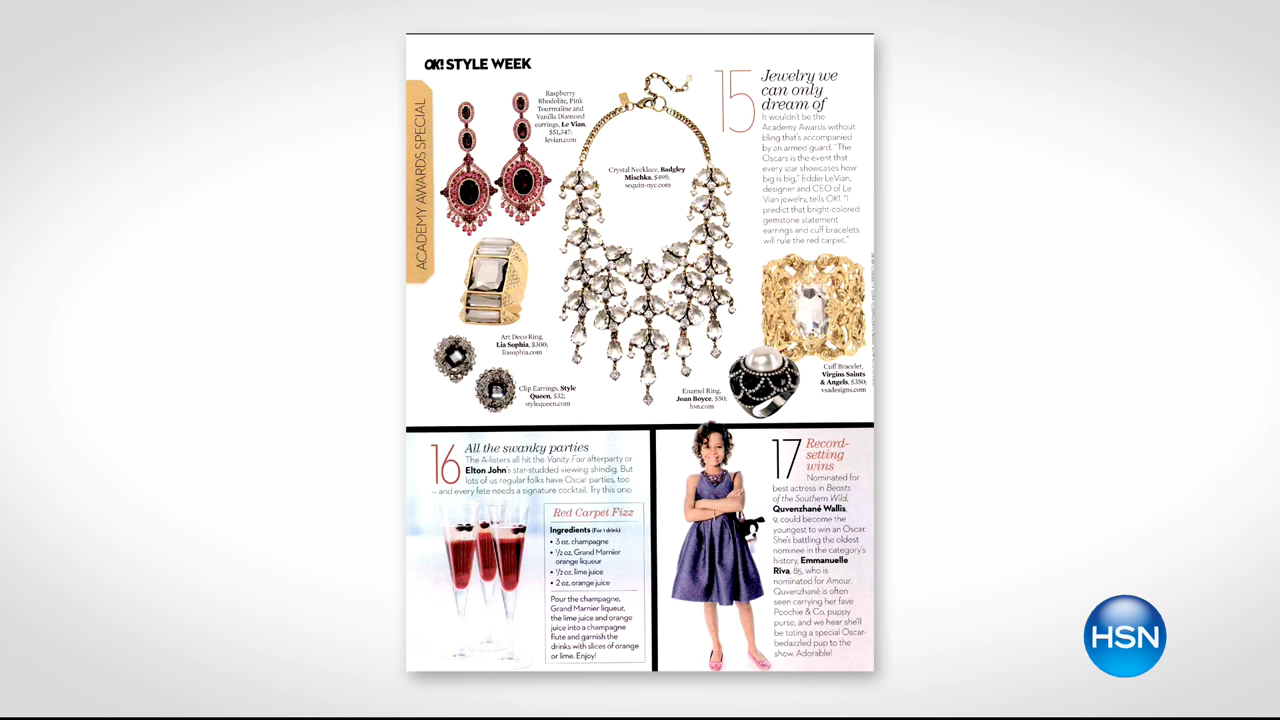 OK! STYLE WEEK
ACADEMY AWARDS SPECIAL
Raspberry
Rhodolite, Pink
Tourmaline and
Vanilla Diamond
earrings, Le Vian,
$31,347;
levian.com
Crystal Necklace, Badgley
Mischka, $495;
sequin-nyc.com
15
Jewelry we
can only
dream of
It wouldn't be the
Academy Awards without
bling that's accompanied
by an armed guard. "The
Oscars is the event that
every star showcases how
big is big," Eddie LeVian,
designer and CEO of Le
Vian jewelry, tells OK!. "I
predict that bright-colored
gemstone statement
earrings and cuff bracelets
will rule the red carpet."
Art Deco Ring,
Lia Sophia, $300;
liasophia.com
Clip Earrings, Style
Queen, $32;
stylequeen.com
Enamel Ring,
Joan Boyce, $50;
hsn.com
Cuff Bracelet,
Virgins Saints
& Angels, $350;
vsadesigns.com
16
All the swanky parties
The A-listers all hit the Vanity Fair afterparty or
Elton John's star-studded viewing shindig. But
lots of us regular folks have Oscar parties, too
— and every fete needs a signature cocktail. Try this one:
Red Carpet Fizz
Ingredients (For 1 drink)
• 3 oz. champagne
• 1/2 oz. Grand Marnier
orange liqueur
• 1/2 oz. lime juice
• 2 oz. orange juice
Pour the champagne,
Grand Marnier liqueur,
the lime juice and orange
juice into a champagne
flute and garnish the
drinks with slices of orange
or lime. Enjoy!
17
Record-
setting
wins
Nominated for
best actress in Beasts
of the Southern Wild,
Quvenzhané Wallis,
9, could become the
youngest to win an Oscar.
She's battling the oldest
nominee in the category's
history, Emmanuelle
Riva, 85, who is
nominated for Amour.
Quvenzhané is often
seen carrying her fave
Poochie & Co. puppy
purse, and we hear she'll
be toting a special Oscar-
bedazzled pup to the
show. Adorable!
HSN